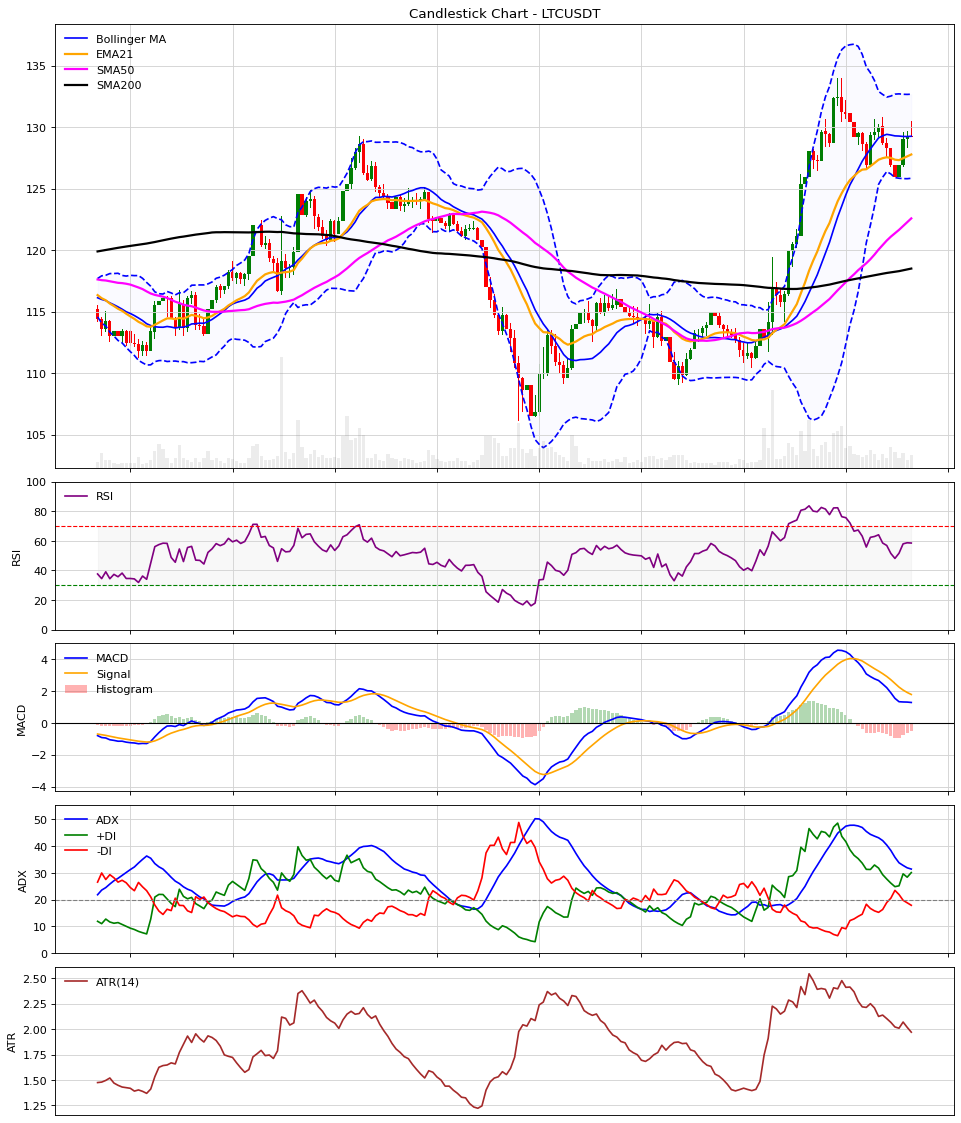 Candlestick Chart - LTCUSDT
Bollinger MA
EMA21
SMA50
SMA200
135
130
125
120
115
110
105
RSI
RSI
100
80
60
40
20
0
MACD
Signal
Histogram
MACD
4
2
0
−2
−4
ADX
+DI
-DI
ADX
50
40
30
20
10
0
ATR(14)
ATR
2.50
2.25
2.00
1.75
1.50
1.25